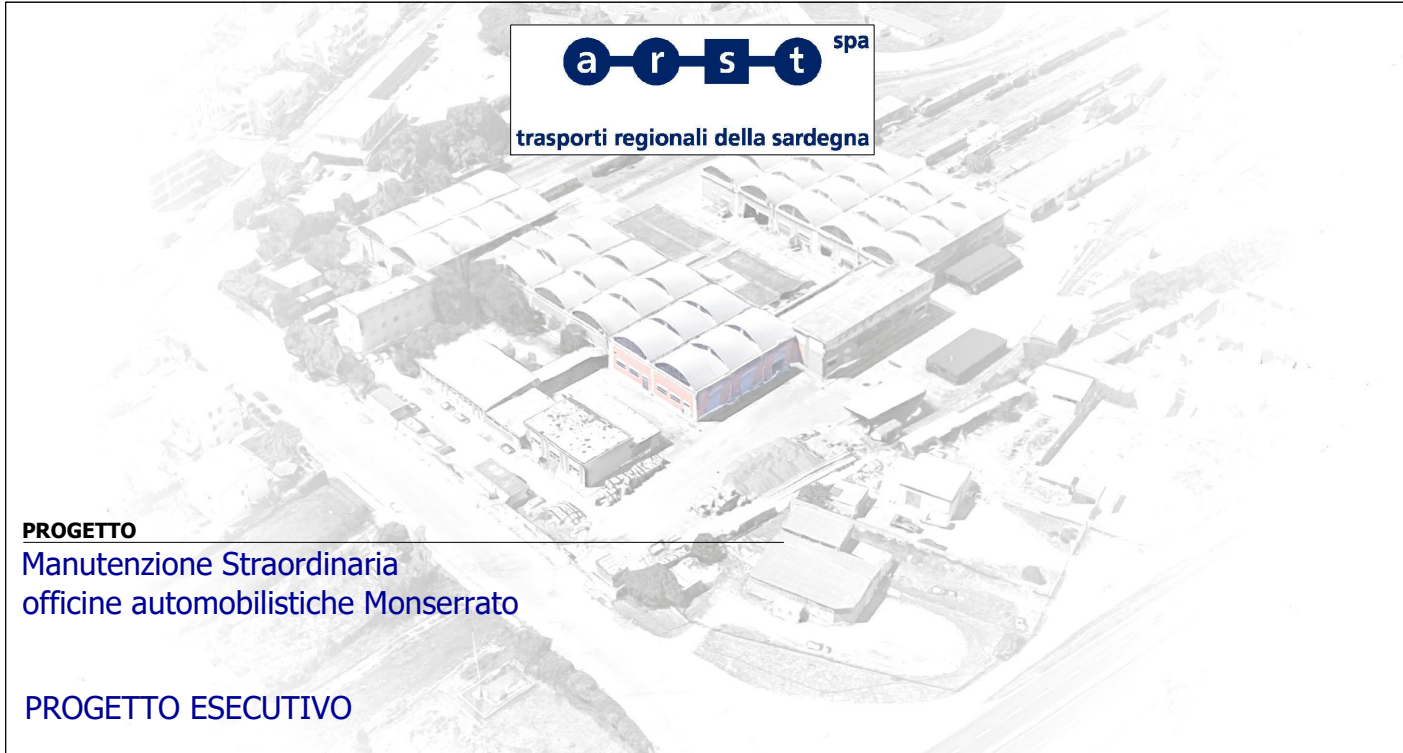 a r s t spa
trasporti regionali della sardegna
PROGETTO
Manutenzione Straordinaria
officine automobilistiche Monserrato
PROGETTO ESECUTIVO